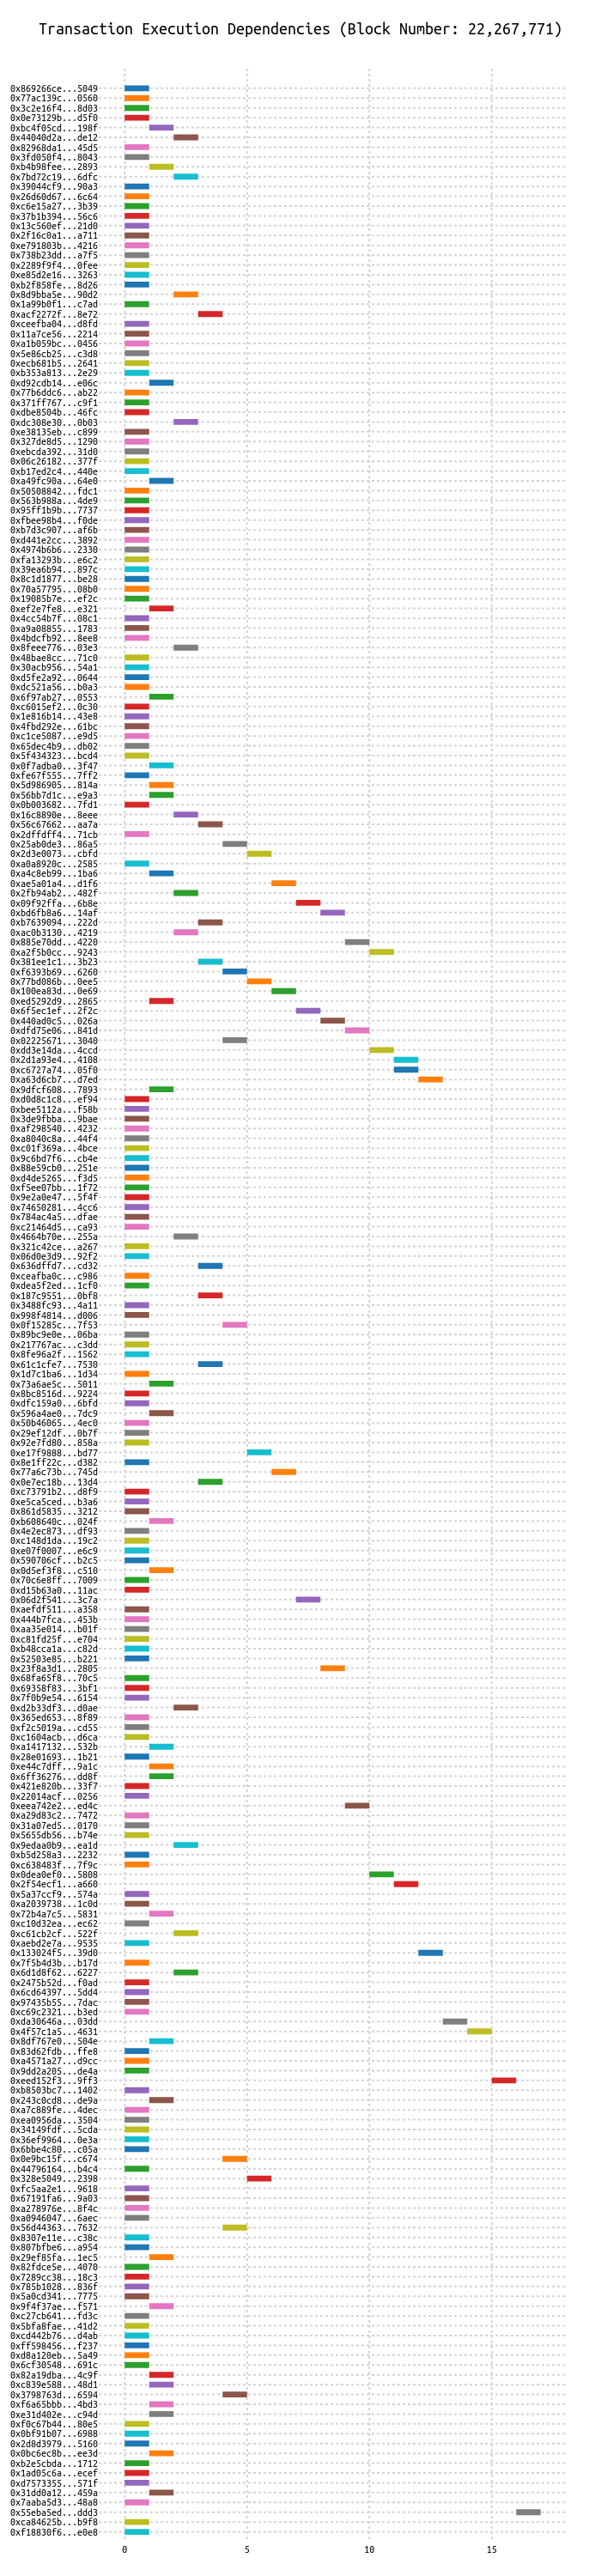 Transaction Execution Dependencies (Block Number: 22,267,771)
0x869266ce...5049
0x77ac139c...0560
0x3c2e16f4...8d03
0x0e73129b...d5f0
0xbc4f05cd...198f
0x44040d2a...de12
0x82968da1...45d5
0x3fd050f4...8043
0xb4b98fee...2893
0x7bd72c19...6dfc
0x39044cf9...90a3
0x26d60d67...6c64
0xc6e15a27...3b39
0x37b1b394...56c6
0x13c560ef...21d0
0x2f16c0a1...a711
0xe791803b...4216
0x738b23dd...a7f5
0x2289f9f4...0fee
0xe85d2e16...3263
0xb2f858fe...8d26
0x8d9bba5e...90d2
0x1a99b0f1...c7ad
0xacf2272f...8e72
0xceefba04...d8fd
0x11a7ce56...2214
0xa1b059bc...0456
0x5e86cb25...c3d8
0xecb681b5...2641
0xb353a813...2e29
0xd92cdb14...e06c
0x77b6ddc6...ab22
0x371ff767...c9f1
0xdbe8504b...46fc
0xdc308e30...0b03
0xe38135eb...c899
0x327de8d5...1290
0xebcda392...31d0
0x06c26182...377f
0xb17ed2c4...440e
0xa49fc90a...64e0
0x50508842...fdc1
0x563b988a...4de9
0x95ff1b9b...7737
0xfbee98b4...f0de
0xb7d3c907...af6b
0xd441e2cc...3892
0x4974b6b6...2330
0xfa13293b...e6c2
0x39ea6b94...897c
0x8c1d1877...be28
0x70a57795...08b0
0x19085b7e...ef2c
0xef2e7fe8...e321
0x4cc54b7f...08c1
0xa9a08855...1783
0x4bdcfb92...8ee8
0x8feee776...03e3
0x48bae8cc...71c0
0x30acb956...54a1
0xd5fe2a92...0644
0xdc521a56...b0a3
0x6f97ab27...0553
0xc6015ef2...0c30
0x1e816b14...43e8
0x4fbd292e...61bc
0xc1ce5087...e9d5
0x65dec4b9...db02
0x5f434323...bcd4
0x0f7adba0...3f47
0xfe67f555...7ff2
0x5d986905...814a
0x56bb7d1c...e9a3
0x0b003682...7fd1
0x16c8890e...8eee
0x56c67662...aa7a
0x2dffdff4...71cb
0x25ab0de3...86a5
0x2d3e0073...cbfd
0xa0a8920c...2585
0xa4c8eb99...1ba6
0xae5a01a4...d1f6
0x2fb94ab2...482f
0x09f92ffa...6b8e
0xbd6fb8a6...14af
0xb7639094...222d
0xac0b3130...4219
0x885e70dd...4220
0xa2f5b0cc...9243
0x381ee1c1...3b23
0xf6393b69...6260
0x77bd086b...0ee5
0x100ea83d...0e69
0xed5292d9...2865
0x6f5ec1ef...2f2c
0x440ad0c5...026a
0xdfd75e06...841d
0x02225671...3040
0xdd3e14da...4ccd
0x2d1a93e4...4108
0xc6727a74...05f0
0xa63d6cb7...d7ed
0x9dfcf608...7893
0xd0d8c1c8...ef94
0xbee5112a...f58b
0x3de9fbba...9bae
0xaf298540...4232
0xa8040c8a...44f4
0xc01f369a...4bce
0x9c6bd7f6...cb4e
0x88e59cb0...251e
0xd4de5265...f3d5
0xf5ee07bb...1f72
0x9e2a0e47...5f4f
0x74650281...4cc6
0x784ac4a5...dfae
0xc21464d5...ca93
0x4664b70e...255a
0x321c42ce...a267
0x06d0e3d9...92f2
0x636dffd7...cd32
0xceafba0c...c986
0xdea5f2ed...1cf0
0x187c9551...0bf8
0x3488fc93...4a11
0x998f4814...d006
0x0f15285c...7f53
0x89bc9e0e...06ba
0x217767ac...c3dd
0x8fe96a2f...1562
0x61c1cfe7...7530
0x1d7c1ba6...1d34
0x73a6ae5c...5011
0x8bc8516d...9224
0xdfc159a0...6bfd
0x596a4ae0...7dc9
0x50b46065...4ec0
0x29ef12df...0b7f
0x92e7fd80...858a
0xe17f9888...bd77
0x8e1ff22c...d382
0x77a6c73b...745d
0x0e7ec18b...13d4
0xc73791b2...d8f9
0xe5ca5ced...b3a6
0x861d5835...3212
0xb608640c...024f
0x4e2ec873...df93
0xc148d1da...19c2
0xe07f0007...e6c9
0x590706cf...b2c5
0x0d5ef3f8...c510
0x70c6e8ff...7009
0xd15b63a0...11ac
0x06d2f541...3c7a
0xaefdf511...a358
0x444b7fca...453b
0xaa35e014...b01f
0xc81fd25f...e704
0xb48cca1a...c82d
0x52503e85...b221
0x23f8a3d1...2805
0x68fa65f8...70c5
0x69358f83...3bf1
0x7f0b9e54...6154
0xd2b33df3...d0ae
0x365ed653...8f89
0xf2c5019a...cd55
0xc1604acb...d6ca
0xa1417132...532b
0x28e01693...1b21
0xe44c7dff...9a1c
0x6ff36276...dd8f
0x421e820b...33f7
0x22014acf...0256
0xeea742e2...ed4c
0xa29d83c2...7472
0x31a07ed5...0170
0x5655db56...b74e
0x9edaa0b9...ea1d
0xb5d258a3...2232
0xc638483f...7f9c
0x0dea0ef0...5808
0x2f54ecf1...a660
0x5a37ccf9...574a
0xa2039738...1c0d
0x72b4a7c5...5831
0xc10d32ea...ec62
0xc61cb2cf...522f
0xaebd2e7a...9535
0x133024f5...39d0
0x7f5b4d3b...b17d
0x6d1d8f62...6227
0x2475b52d...f0ad
0x6cd64397...5dd4
0x97435b55...7dac
0xc69c2321...b3ed
0xda30646a...03dd
0x4f57c1a5...4631
0x8df767e0...504e
0x83d62fdb...ffe8
0xa4571a27...d9cc
0x9dd2a205...de4a
0xeed152f3...9ff3
0xb8503bc7...1402
0x243c0cd8...de9a
0xa7c889fe...4dec
0xea0956da...3504
0x34149fdf...5cda
0x36ef9964...0e3a
0x6bbe4c80...c05a
0x0e9bc15f...c674
0x44796164...b4c4
0x328e5049...2398
0xfc5aa2e1...9618
0x67191fa6...9a03
0xa278976e...8f4c
0xa0946047...6aec
0x56d44363...7632
0x8307e11e...c38c
0x807bfbe6...a954
0x29ef85fa...1ec5
0x82fdce5e...4070
0x7289cc38...18c3
0x785b1028...836f
0x5a0cd341...7775
0x9f4f37ae...f571
0xc27cb641...fd3c
0x5bfa8fae...41d2
0xcd442b76...d4ab
0xff598456...f237
0xd8a120eb...5a49
0x6cf30548...691c
0x82a19dba...4c9f
0xc839e588...48d1
0x3798763d...6594
0xf6a65bbb...4bd3
0xe31d402e...c94d
0xf0c67b44...80e5
0x0bf91b07...6988
0x2d8d3979...5160
0x0bc6ec8b...ee3d
0xb2e5cbda...1712
0x1ad05c6a...ecef
0xd7573355...571f
0x31dd0a12...459a
0x7aaba5d3...48a8
0x55eba5ed...ddd3
0xca84625b...b9f8
0xf18830f6...e0e8
0 5 10 15